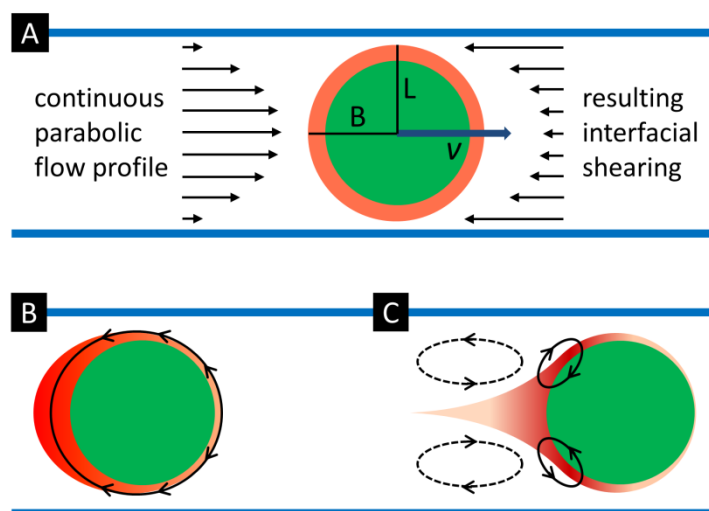 A
continuous
parabolic
flow profile
L
B
v
resulting
interfacial
shearing
B
C